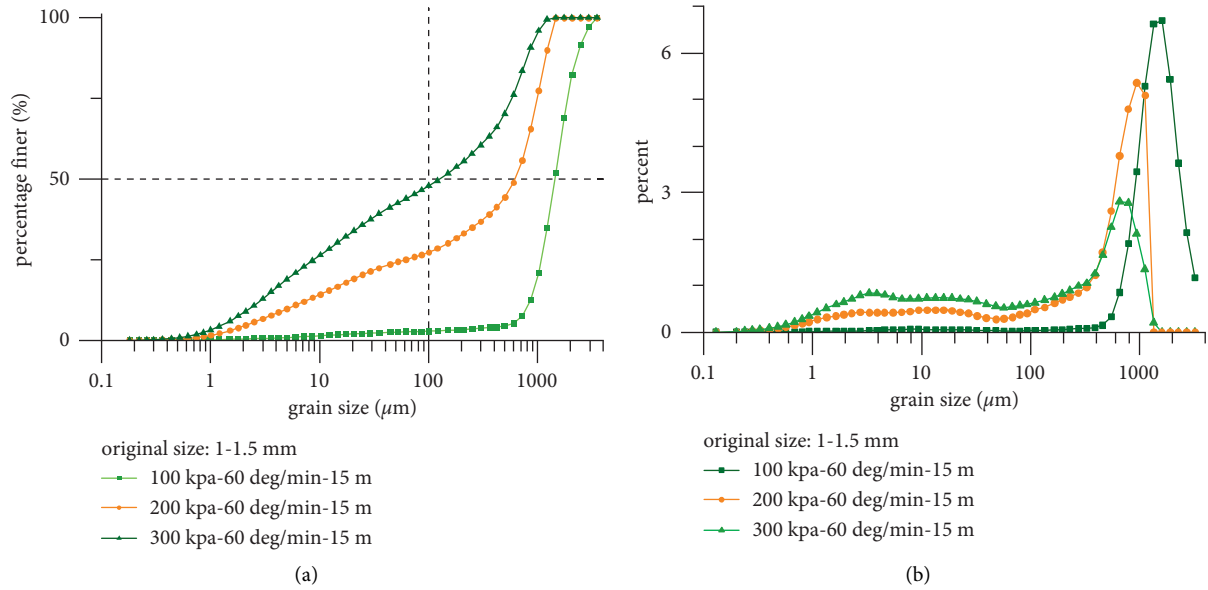 100
50
0
percentage finer (%)
0.1
1
10
100
1000
grain size (μm)
original size: 1-1.5 mm
100 kpa-60 deg/min-15 m
200 kpa-60 deg/min-15 m
300 kpa-60 deg/min-15 m
(a)
6
3
0
percent
0.1
1
10
100
1000
grain size (μm)
original size: 1-1.5 mm
100 kpa-60 deg/min-15 m
200 kpa-60 deg/min-15 m
300 kpa-60 deg/min-15 m
(b)